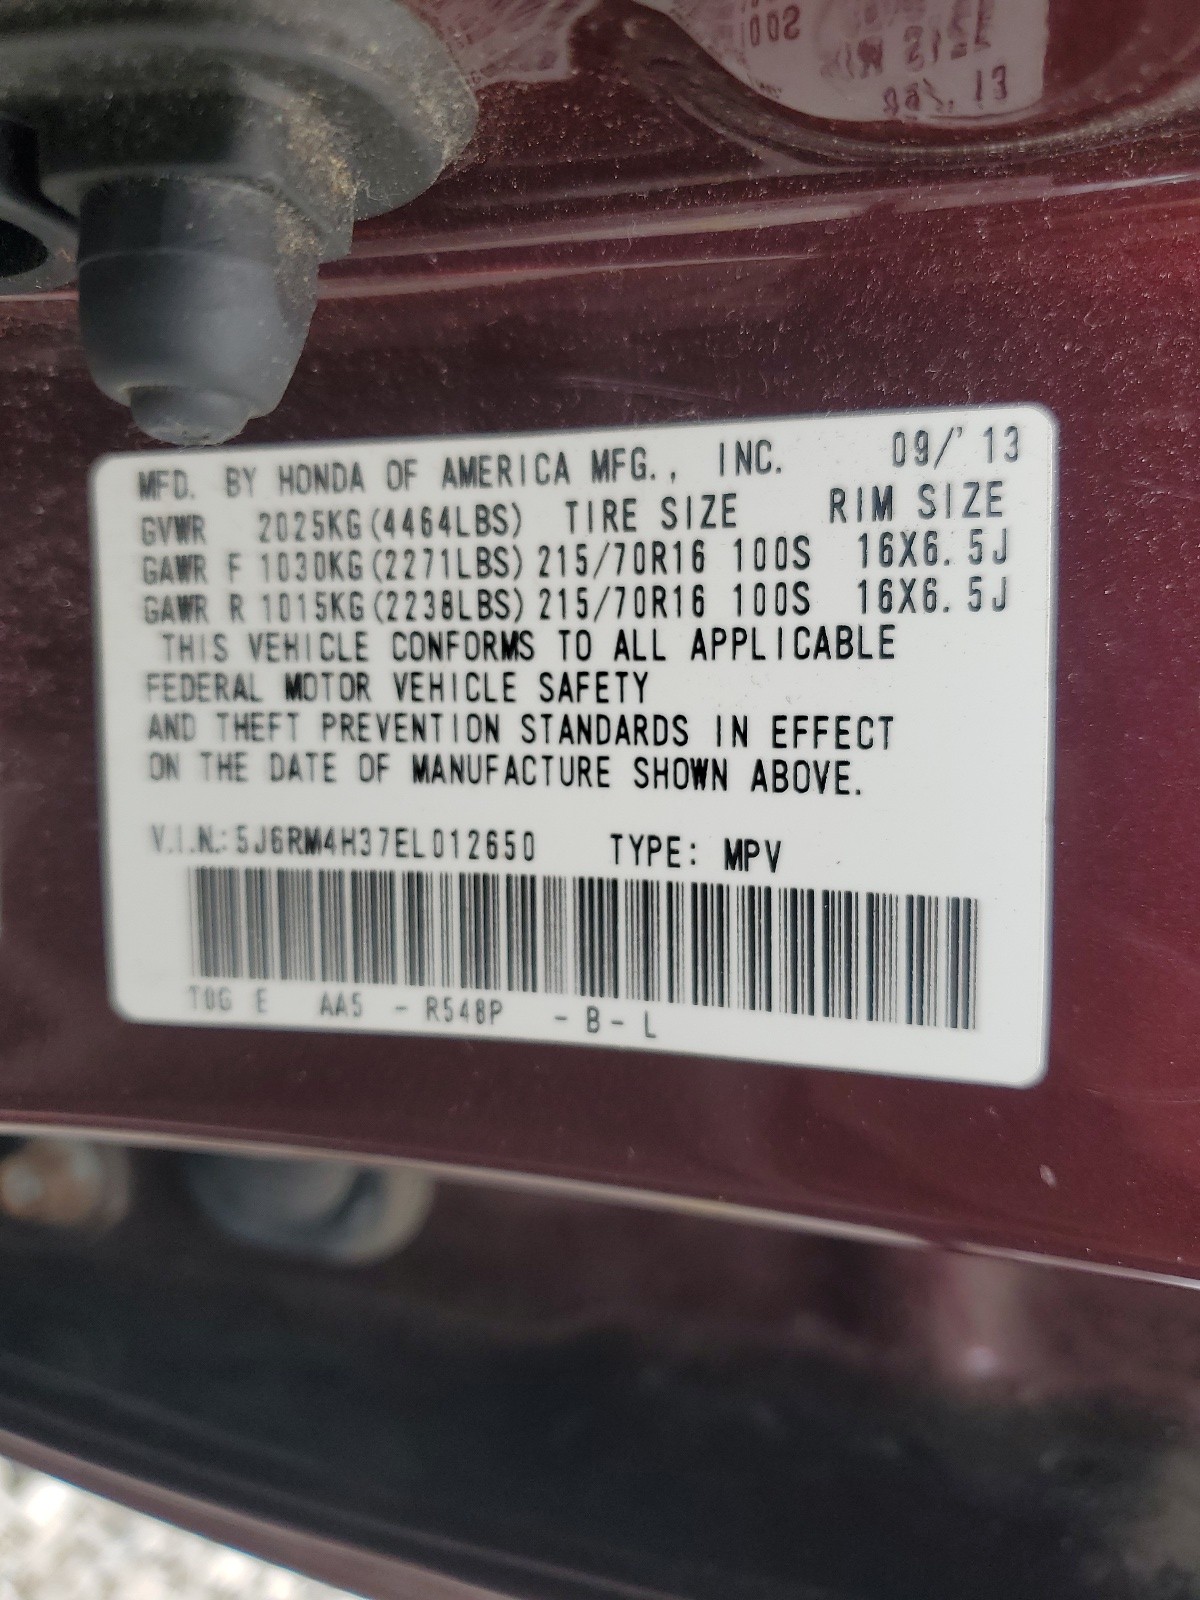 MFD. BY HONDA OF AMERICA MFG., INC. 09/'13
GVWR 2025KG(4464LBS) TIRE SIZE RIM SIZE
GAWR F 1030KG(2271LBS) 215/70R16 100S 16X6.5J
GAWR R 1015KG(2238LBS) 215/70R16 100S 16X6.5J
THIS VEHICLE CONFORMS TO ALL APPLICABLE
FEDERAL MOTOR VEHICLE SAFETY
AND THEFT PREVENTION STANDARDS IN EFFECT
ON THE DATE OF MANUFACTURE SHOWN ABOVE.
V.I.N.: 5J6RM4H37EL012650 TYPE: MPV
T0G E AA5 - R548P - B - L